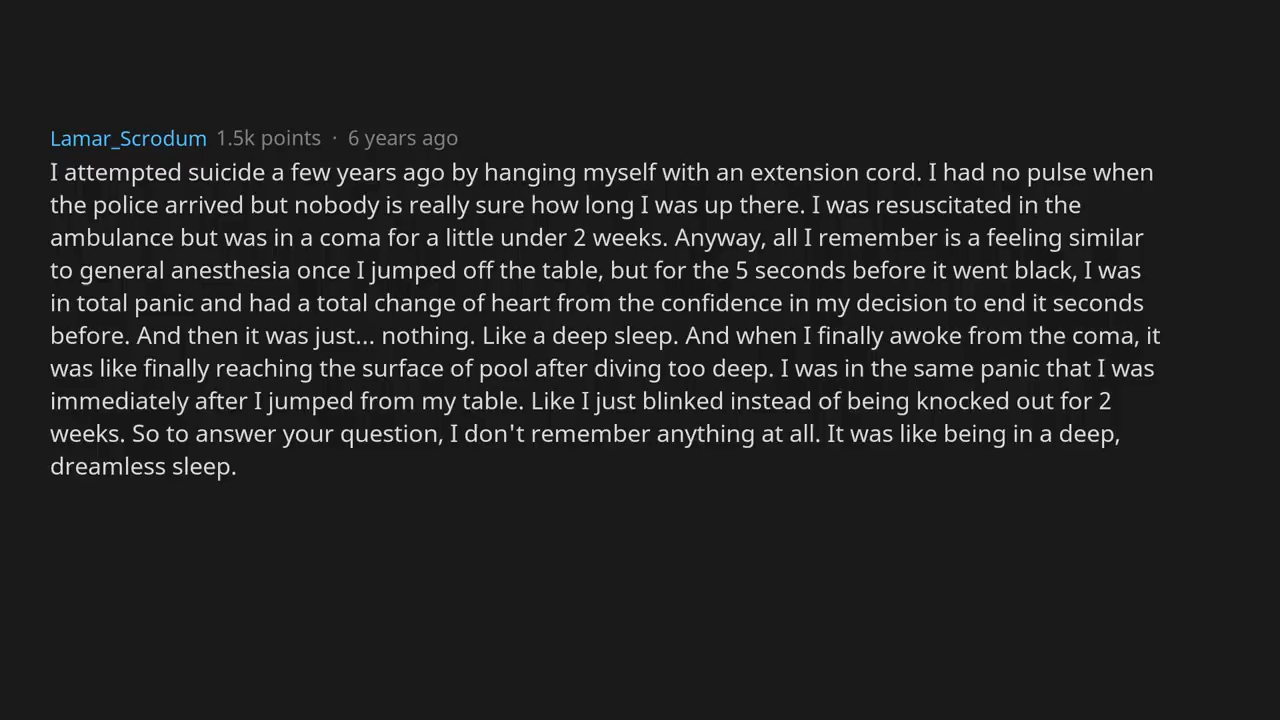 Lamar_Scrodum 1.5k points · 6 years ago
I attempted suicide a few years ago by hanging myself with an extension cord. I had no pulse when
the police arrived but nobody is really sure how long I was up there. I was resuscitated in the
ambulance but was in a coma for a little under 2 weeks. Anyway, all I remember is a feeling similar
to general anesthesia once I jumped off the table, but for the 5 seconds before it went black, I was
in total panic and had a total change of heart from the confidence in my decision to end it seconds
before. And then it was just... nothing. Like a deep sleep. And when I finally awoke from the coma, it
was like finally reaching the surface of pool after diving too deep. I was in the same panic that I was
immediately after I jumped from my table. Like I just blinked instead of being knocked out for 2
weeks. So to answer your question, I don't remember anything at all. It was like being in a deep,
dreamless sleep.